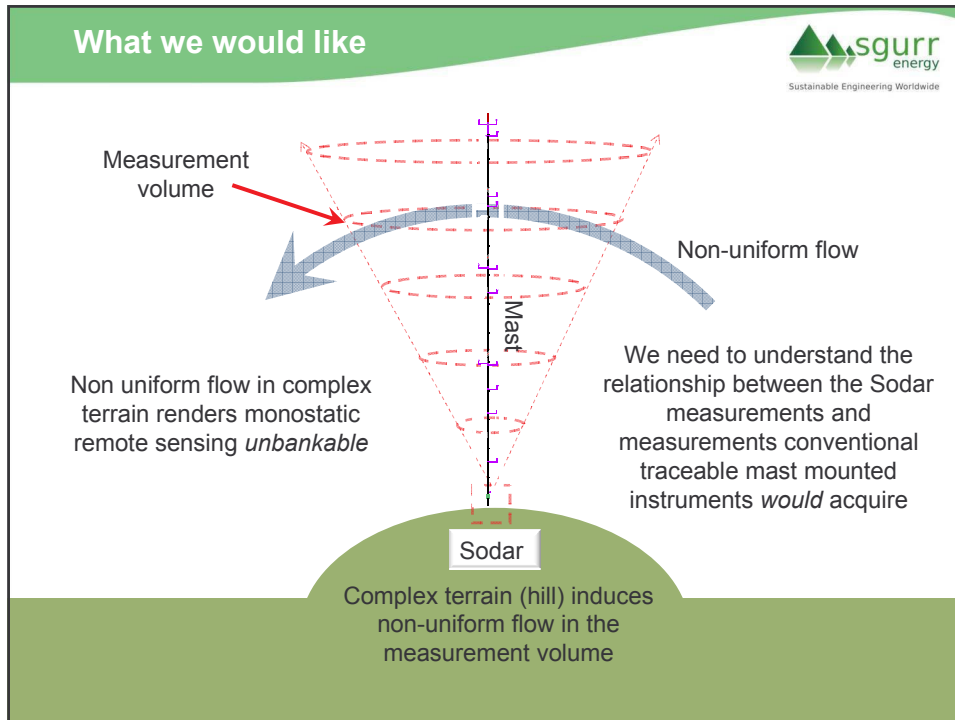 What we would like
sgurr
energy
Sustainable Engineering Worldwide
Measurement
volume
Non-uniform flow
Mast
Non uniform flow in complex
terrain renders monostatic
remote sensing unbankable
We need to understand the
relationship between the Sodar
measurements and
measurements conventional
traceable mast mounted
instruments would acquire
Sodar
Complex terrain (hill) induces
non-uniform flow in the
measurement volume